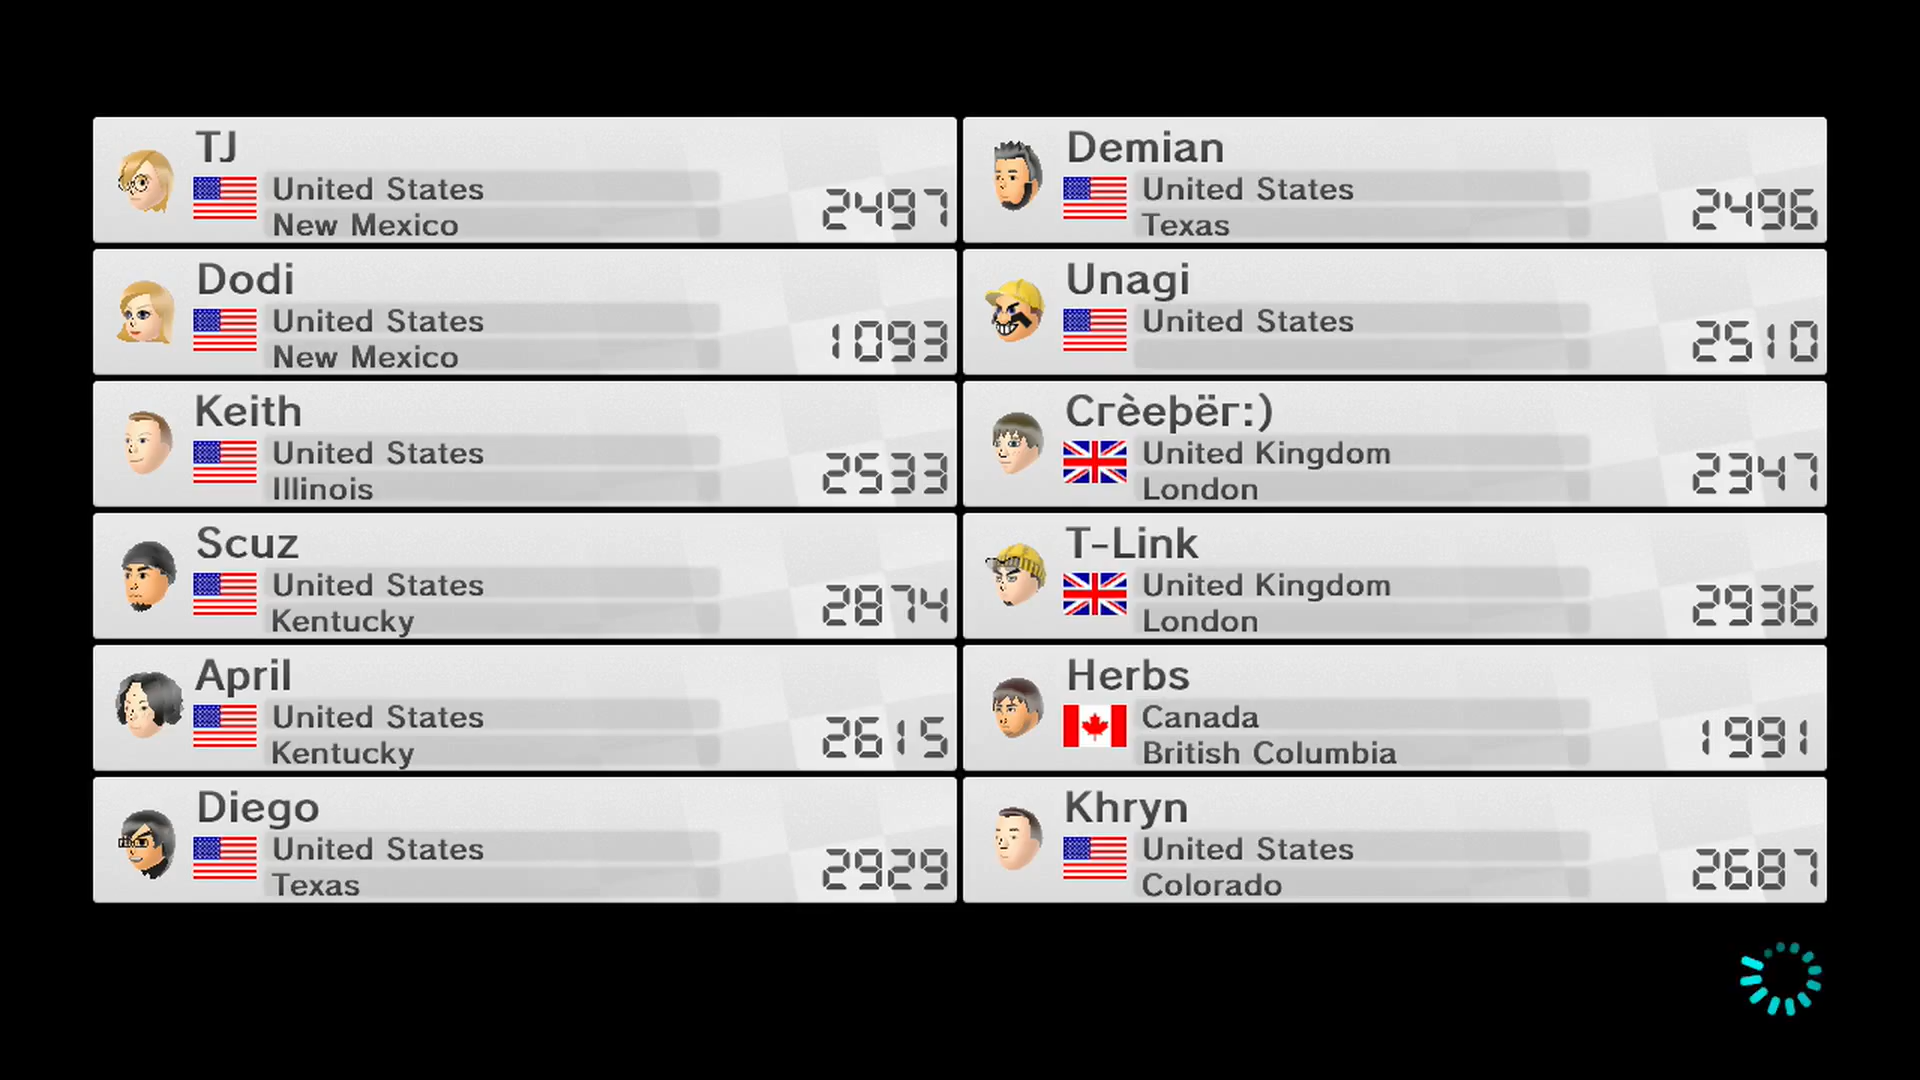 TJ
United States
New Mexico
2497
Demian
United States
Texas
2496
Dodi
United States
New Mexico
1093
Unagi
United States
2510
Keith
United States
Illinois
2533
Crèeþër:)
United Kingdom
London
2347
Scuz
United States
Kentucky
2874
T-Link
United Kingdom
London
2936
April
United States
Kentucky
2615
Herbs
Canada
British Columbia
1991
Diego
United States
Texas
2929
Khryn
United States
Colorado
2687